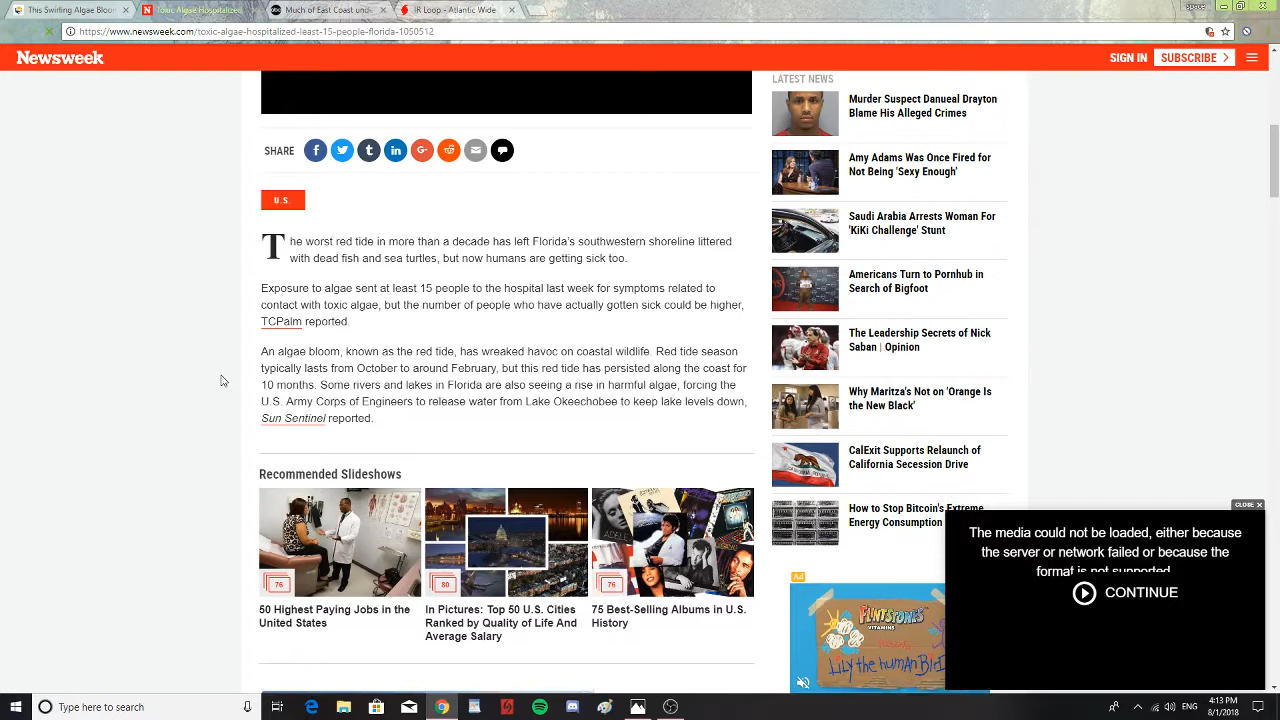 This Swirling Algae Bloom
Toxic Algae Hospitalized
Much of East Coast und
IR Loop - Atlantic Wide
https://www.newsweek.com/toxic-algae-hospitalized-least-15-people-florida-1050512
Newsweek
SIGN IN
SUBSCRIBE
LATEST NEWS
Murder Suspect Danueal Drayton
Blame His Alleged Crimes
Amy Adams Was Once Fired for
Not Being 'Sexy Enough'
Saudi Arabia Arrests Woman For
'KiKi Challenge' Stunt
Americans Turn to Pornhub in
Search of Bigfoot
The Leadership Secrets of Nick
Saban | Opinion
Why Maritza's Not on 'Orange Is
the New Black'
CalExit Supports Relaunch of
California Secession Drive
How to Stop Bitcoin's Extreme
Energy Consumption
SHARE
U.S.
The worst red tide in more than a decade has left Florida's southwestern shoreline littered
with dead fish and sea turtles, but now humans are getting sick too.
Exposure to algae sent at least 15 people to the hospital last week for symptoms related to
contact with toxic algae, but the number of people who have actually gotten sick could be higher,
TCPalm reported.
An algae bloom, known as the red tide, has wreaked havoc on coastal wildlife. Red tide season
typically lasts from October to around February, but this red tide has persisted along the coast for
10 months. Some rivers and lakes in Florida are also seeing a rise in harmful algae, forcing the
U.S. Army Corps of Engineers to release water from Lake Okeechobee to keep lake levels down,
Sun Sentinel reported.
Recommended Slideshows
76
80
76
50 Highest Paying Jobs in the
United States
In Pictures: Top 50 U.S. Cities
Ranked by Quality of Life And
Average Salary
75 Best-Selling Albums in U.S.
History
CLOSE
The media could not be loaded, either because
the server or network failed or because the
format is not supported.
CONTINUE
Ad
FLINTSTONES
VITAMINS
Lily the human
Type here to search
ENG
4:13 PM
8/1/2018